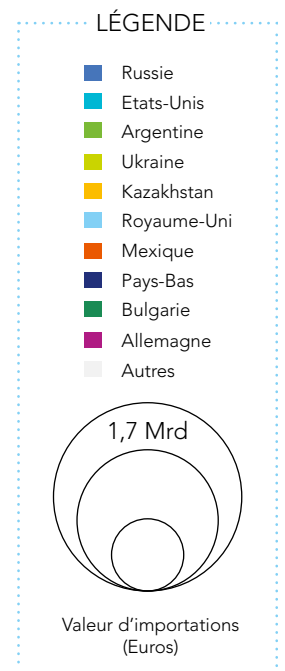 LÉGENDE
Russie
Etats-Unis
Argentine
Ukraine
Kazakhstan
Royaume-Uni
Mexique
Pays-Bas
Bulgarie
Allemagne
Autres
1,7 Mrd
Valeur d'importations
(Euros)